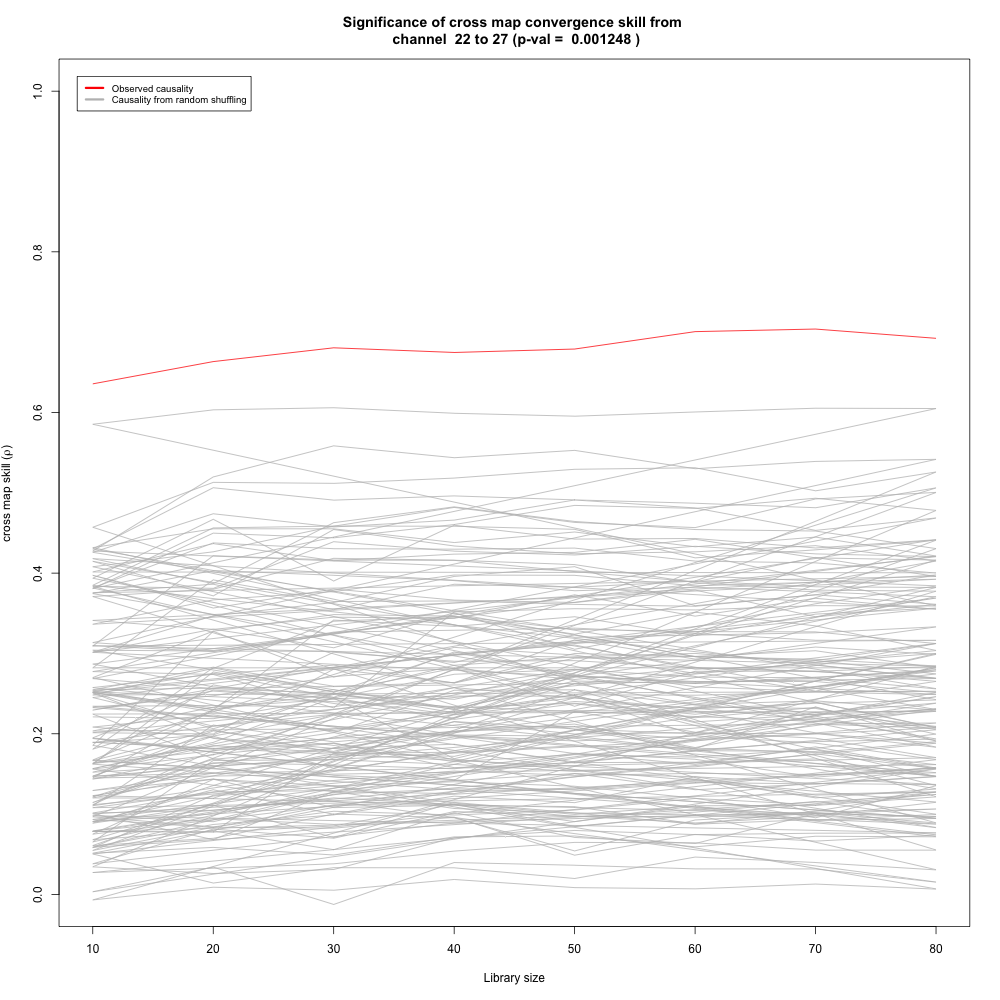 Significance of cross map convergence skill from
channel  22 to 27 (p-val =  0.001248 )
Observed causality
Causality from random shuffling
1.0
0.8
0.6
0.4
0.2
0.0
cross map skill (ρ)
10 20 30 40 50 60 70 80
Library size